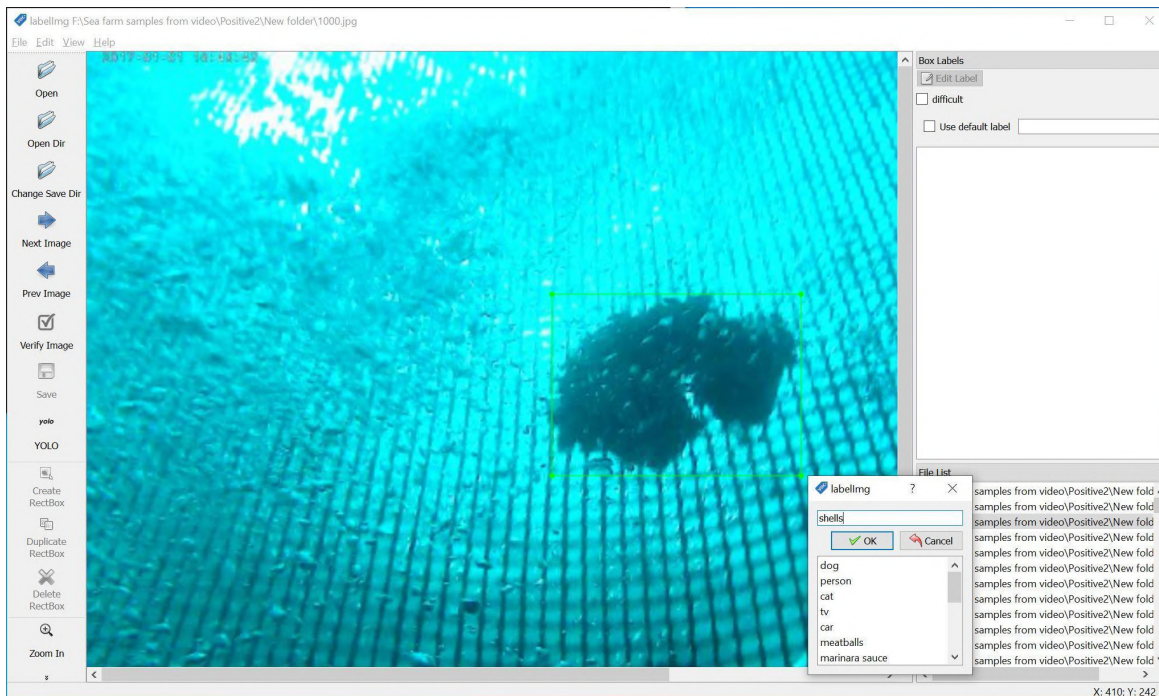 labelImg F:\Sea farm samples from video\Positive2\New folder\1000.jpg
File Edit View Help
Open
Open Dir
Change Save Dir
Next Image
Prev Image
Verify Image
Save
yolo
YOLO
Create
RectBox
Duplicate
RectBox
Delete
RectBox
Zoom In
Box Labels
Edit Label
difficult
Use default label
File List
samples from video\Positive2\New fold
samples from video\Positive2\New fold
samples from video\Positive2\New fold
samples from video\Positive2\New fold
samples from video\Positive2\New fold
samples from video\Positive2\New fold
samples from video\Positive2\New fold
samples from video\Positive2\New fold
samples from video\Positive2\New fold
samples from video\Positive2\New fold
samples from video\Positive2\New fold
samples from video\Positive2\New fold
labelImg ?
shells
OK Cancel
dog
person
cat
tv
car
meatballs
marinara sauce
X: 410; Y: 242